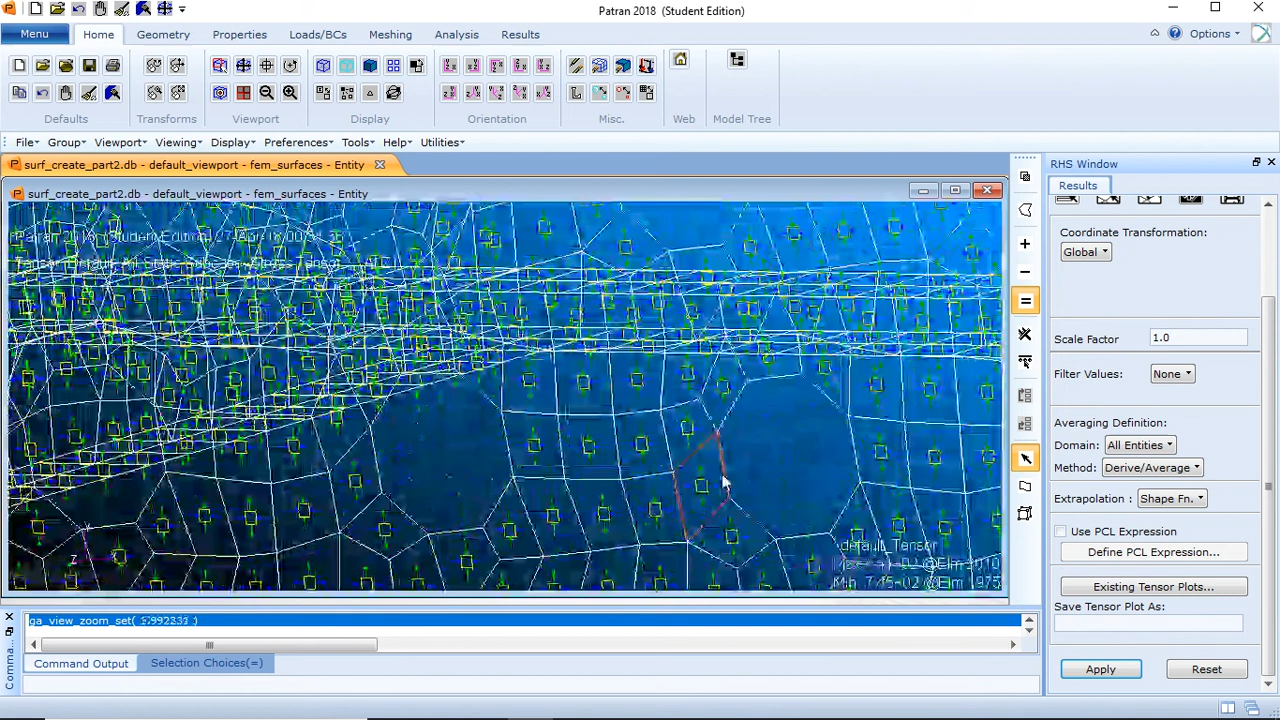 Patran 2018 (Student Edition)
Menu
Home
Geometry
Properties
Loads/BCs
Meshing
Analysis
Results
Options
Defaults
Transforms
Viewport
Display
Orientation
Misc.
Web
Model Tree
File
Group
Viewport
Viewing
Display
Preferences
Tools
Help
Utilities
surf_create_part2.db - default_viewport - fem_surfaces - Entity
RHS Window
surf_create_part2.db - default_viewport - fem_surfaces - Entity
Results
Coordinate Transformation:
Global
Scale Factor 1.0
Filter Values: None
Averaging Definition:
Domain: All Entities
Method: Derive/Average
Extrapolation : Shape Fn.
Use PCL Expression
Define PCL Expression...
Existing Tensor Plots...
Save Tensor Plot As:
Apply
Reset
Z
default_Tensor
ga_view_zoom_set(
Comma...
Command Output
Selection Choices(=)